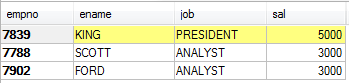 empno ename job sal
7839 KING PRESIDENT 5000
7788 SCOTT ANALYST 3000
7902 FORD ANALYST 3000